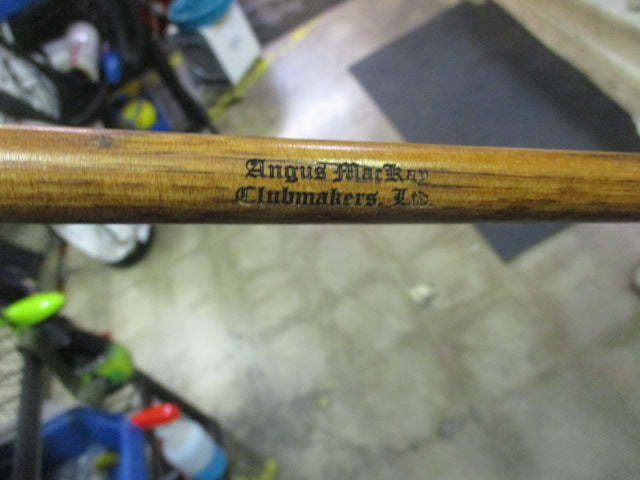 Angus MacKay
Clubmakers, Ltd.